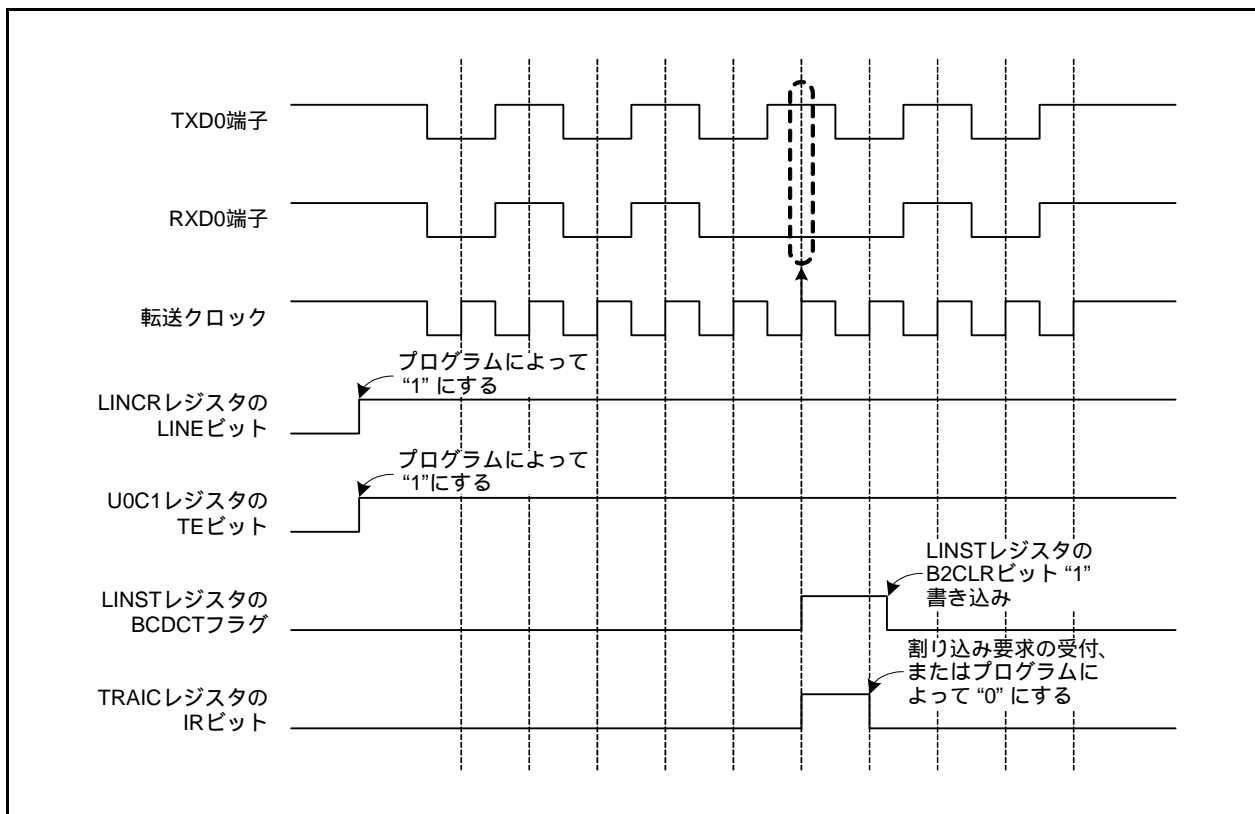 TXD0端子
RXD0端子
転送クロック
プログラムによって
“1” にする
LINCRレジスタの
LINEビット
プログラムによって
“1”にする
U0C1レジスタの
TEビット
LINSTレジスタの
B2CLRビット “1”
書き込み
LINSTレジスタの
BCDCTフラグ
割り込み要求の受付、
またはプログラムに
よって “0” にする
TRAICレジスタの
IRビット